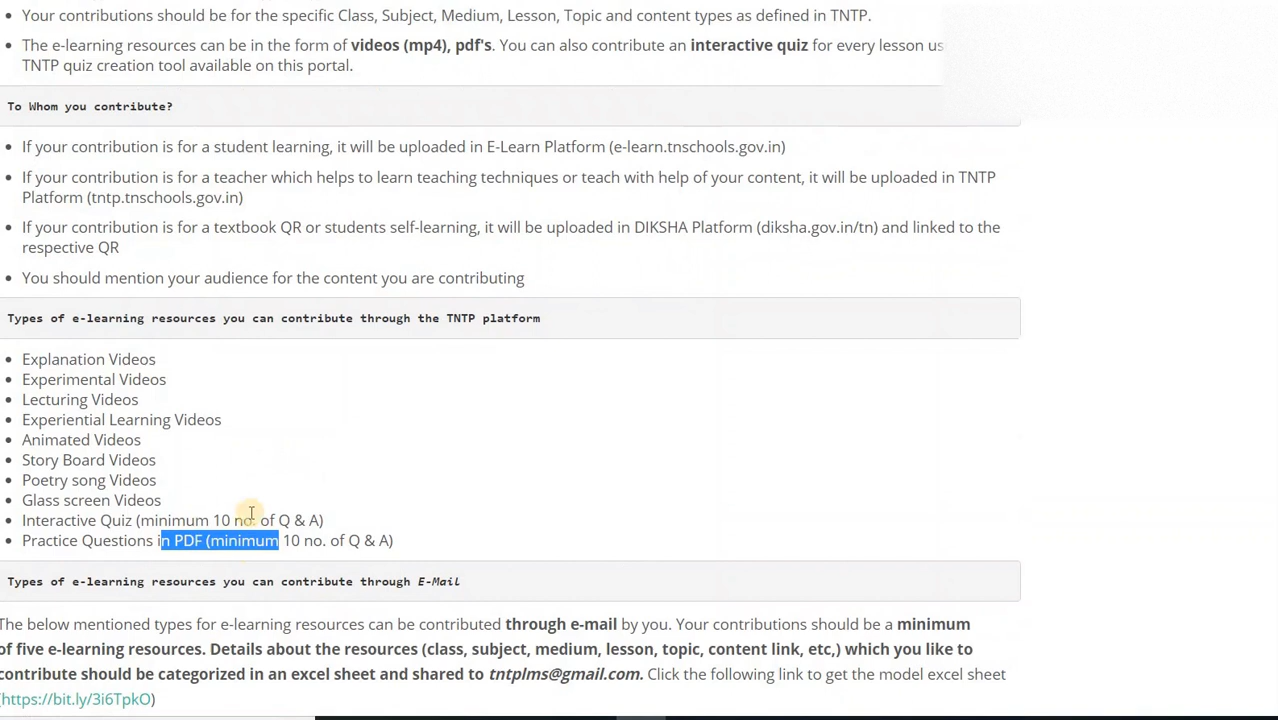 Your contributions should be for the specific Class, Subject, Medium, Lesson, Topic and content types as defined in TNTP.
The e-learning resources can be in the form of videos (mp4), pdf's. You can also contribute an interactive quiz for every lesson us
TNTP quiz creation tool available on this portal.
To Whom you contribute?
If your contribution is for a student learning, it will be uploaded in E-Learn Platform (e-learn.tnschools.gov.in)
If your contribution is for a teacher which helps to learn teaching techniques or teach with help of your content, it will be uploaded in TNTP
Platform (tntp.tnschools.gov.in)
If your contribution is for a textbook QR or students self-learning, it will be uploaded in DIKSHA Platform (diksha.gov.in/tn) and linked to the
respective QR
You should mention your audience for the content you are contributing
Types of e-learning resources you can contribute through the TNTP platform
Explanation Videos
Experimental Videos
Lecturing Videos
Experiential Learning Videos
Animated Videos
Story Board Videos
Poetry song Videos
Glass screen Videos
Interactive Quiz (minimum 10 no. of Q & A)
Practice Questions in PDF (minimum 10 no. of Q & A)
Types of e-learning resources you can contribute through E-Mail
The below mentioned types for e-learning resources can be contributed through e-mail by you. Your contributions should be a minimum
of five e-learning resources. Details about the resources (class, subject, medium, lesson, topic, content link, etc,) which you like to
contribute should be categorized in an excel sheet and shared to tntplms@gmail.com. Click the following link to get the model excel sheet
(https://bit.ly/3i6TpkO)